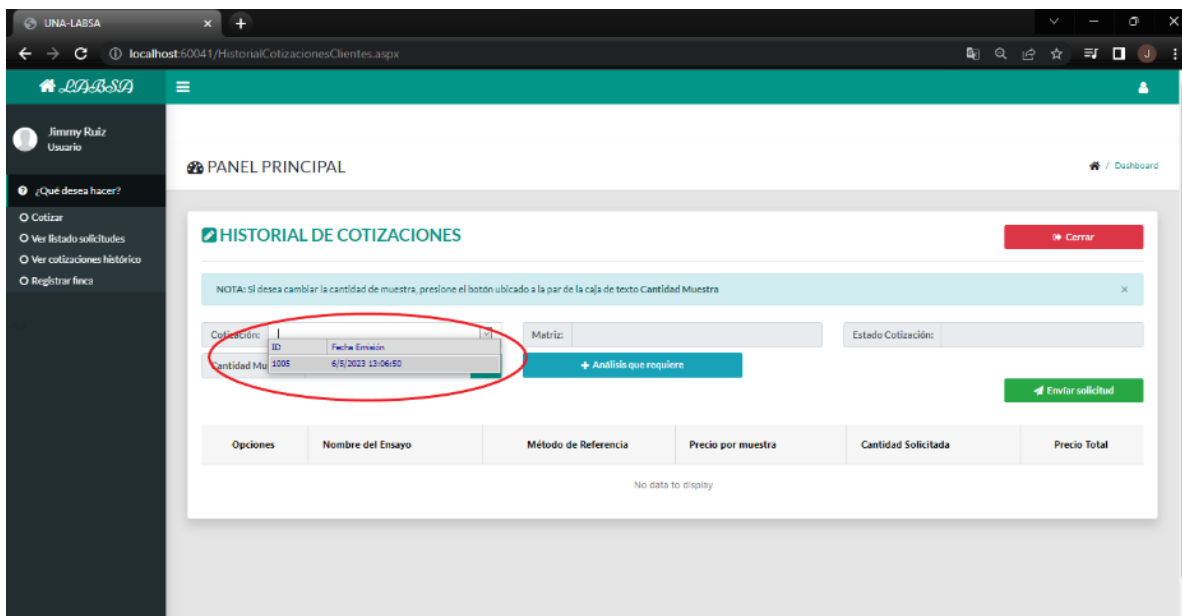 UNA-LABSA
localhost:60041/HistorialCotizacionesClientes.aspx
J
LABSA
Jimmy Ruiz
Usuario
PANEL PRINCIPAL
/ Dashboard
¿Qué desea hacer?
Cotizar
Ver listado solicitudes
Ver cotizaciones histórico
Registrar finca
HISTORIAL DE COTIZACIONES
Cerrar
NOTA: Si desea cambiar la cantidad de muestra, presione el botón ubicado a la par de la caja de texto Cantidad Muestra
Cotización: Matriz: Estado Cotización:
ID Fecha Emisión
Cantidad Mu 1005 6/5/2023 13:06:50 + Análisis que requiere
Envíar solicitud
Opciones Nombre del Ensayo Método de Referencia Precio por muestra Cantidad Solicitada Precio Total
No data to display